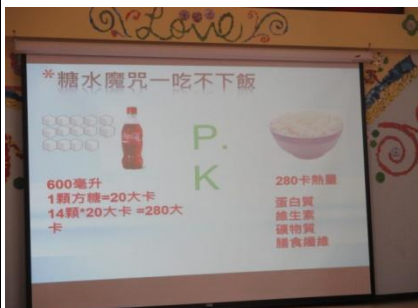 Love
*糖水魔咒一吃不下飯
P.
K
600毫升
1顆方糖=20大卡
14顆*20大卡 =280大
卡
280卡熱量
蛋白質
維生素
礦物質
膳食纖維